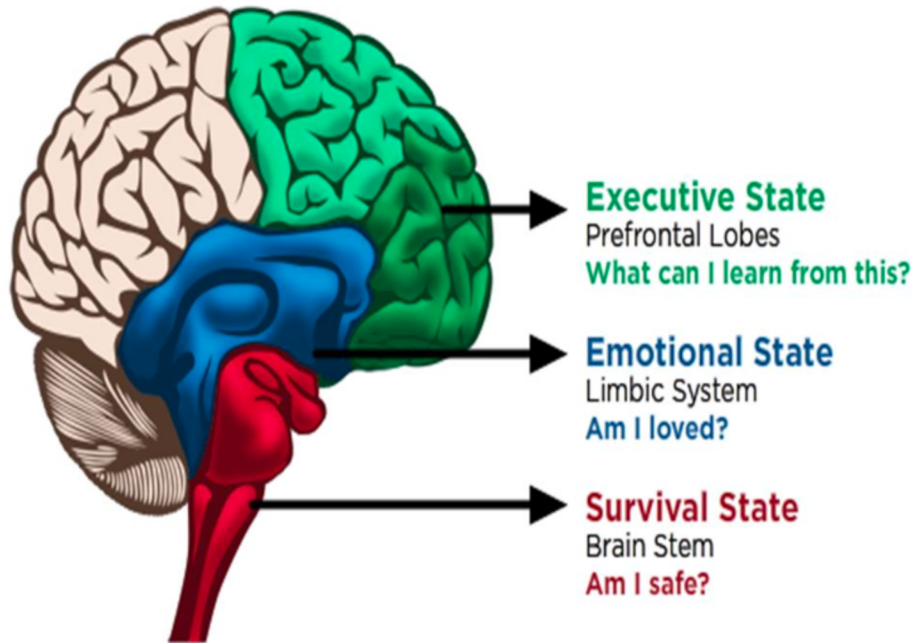 Executive State
Prefrontal Lobes
What can I learn from this?
Emotional State
Limbic System
Am I loved?
Survival State
Brain Stem
Am I safe?